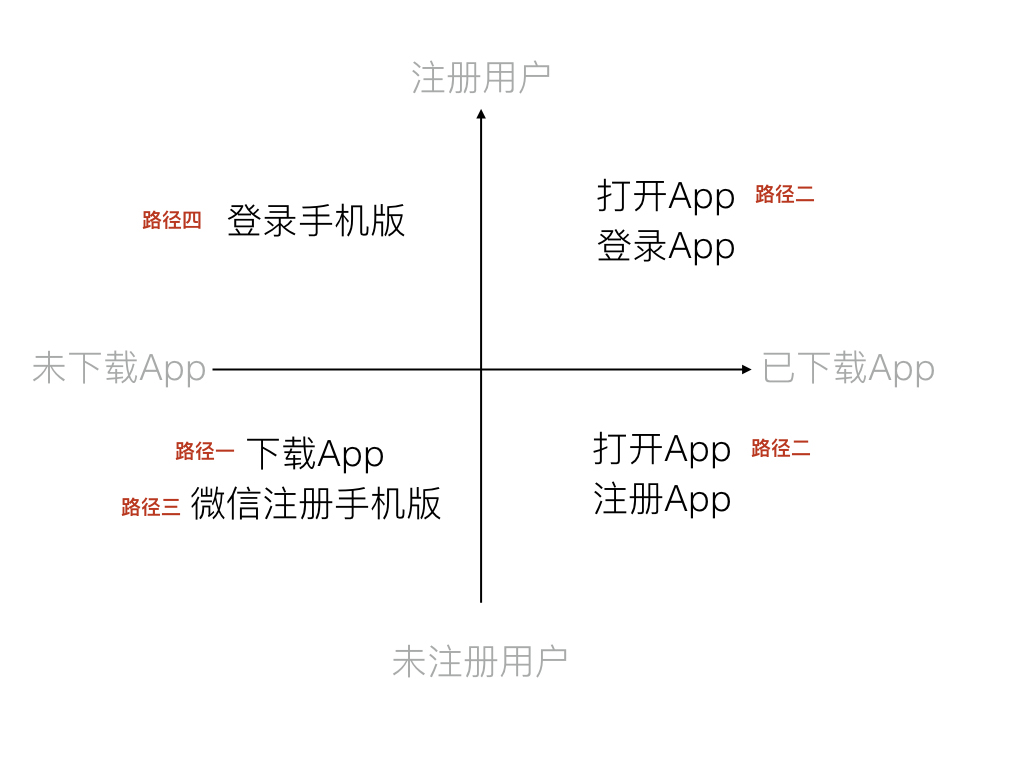 注册用户
打开App 路径二
路径四 登录手机版
登录App
未下载App
已下载App
路径一 下载App
打开App 路径二
路径三 微信注册手机版
注册App
未注册用户